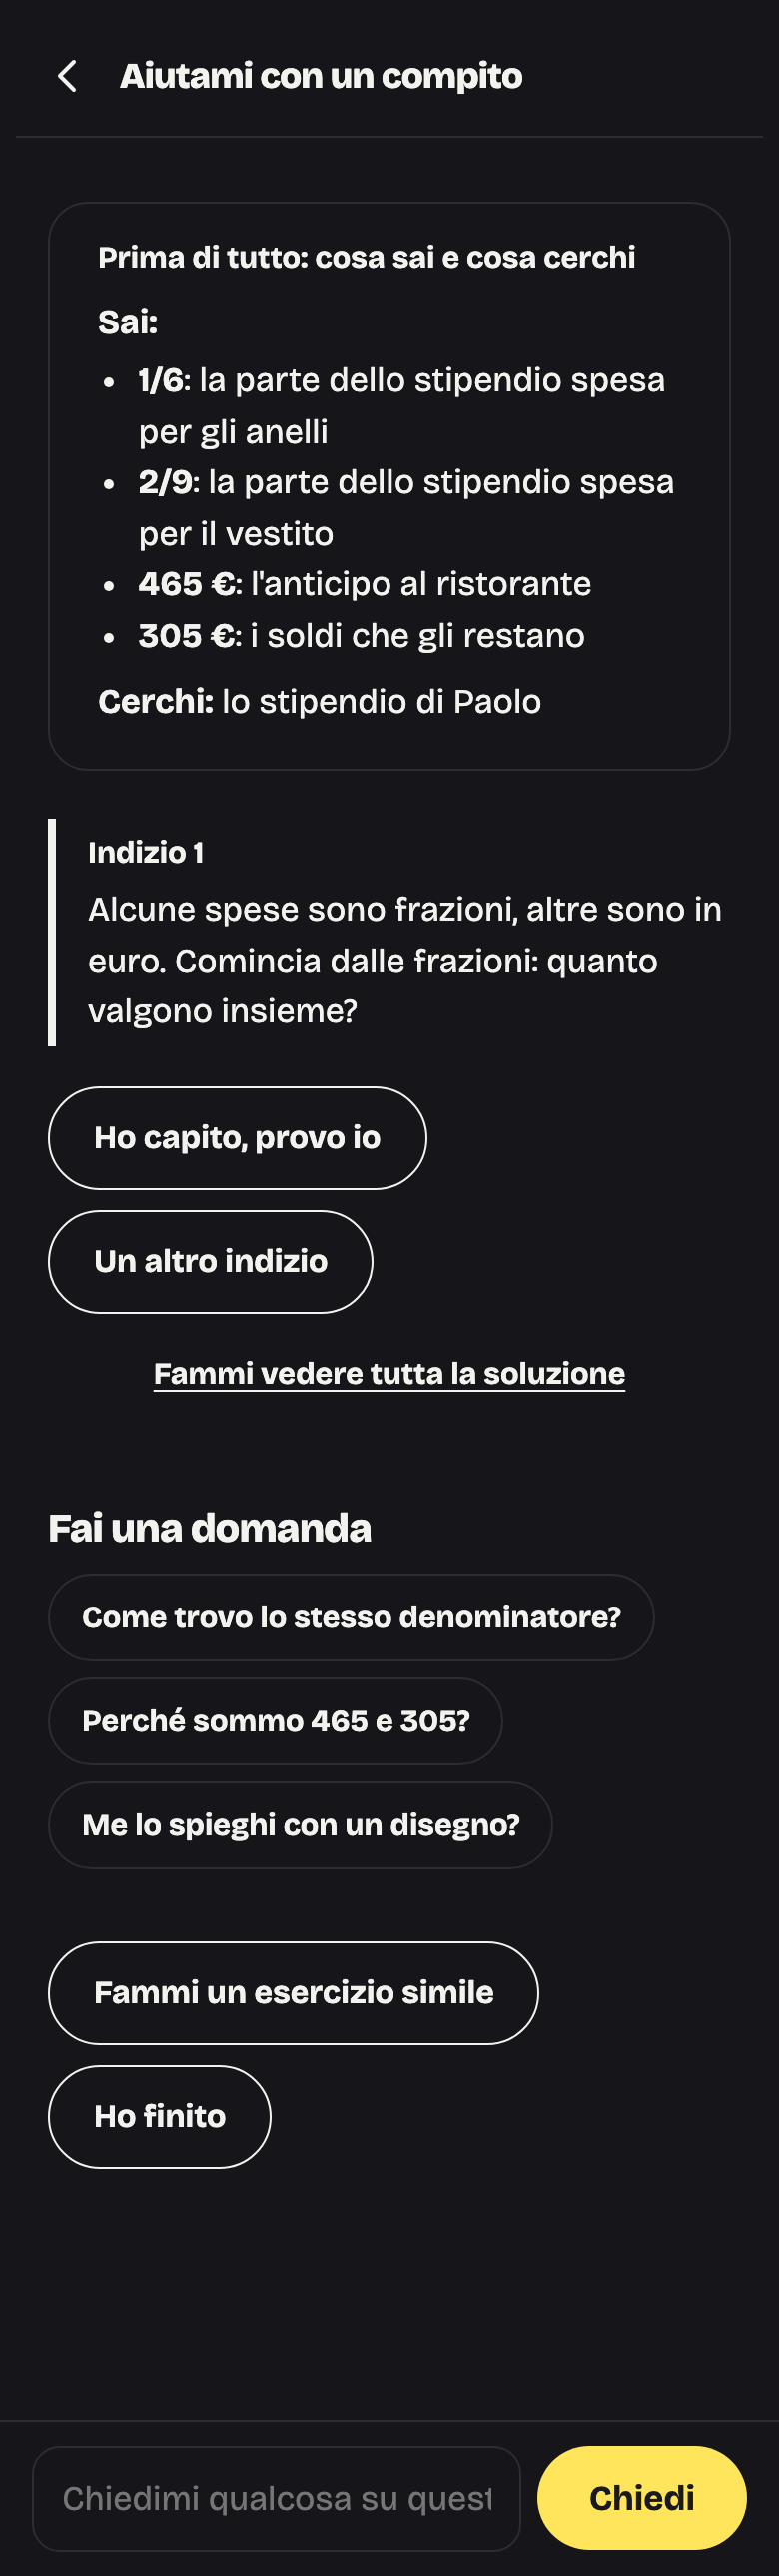 Aiutami con un compito
Prima di tutto: cosa sai e cosa cerchi
Sai:
• 1/6: la parte dello stipendio spesa
per gli anelli
• 2/9: la parte dello stipendio spesa
per il vestito
• 465 €: l'anticipo al ristorante
• 305 €: i soldi che gli restano
Cerchi: lo stipendio di Paolo
Indizio 1
Alcune spese sono frazioni, altre sono in
euro. Comincia dalle frazioni: quanto
valgono insieme?
Ho capito, provo io
Un altro indizio
Fammi vedere tutta la soluzione
Fai una domanda
Come trovo lo stesso denominatore?
Perché sommo 465 e 305?
Me lo spieghi con un disegno?
Fammi un esercizio simile
Ho finito
Chiedimi qualcosa su quest
Chiedi